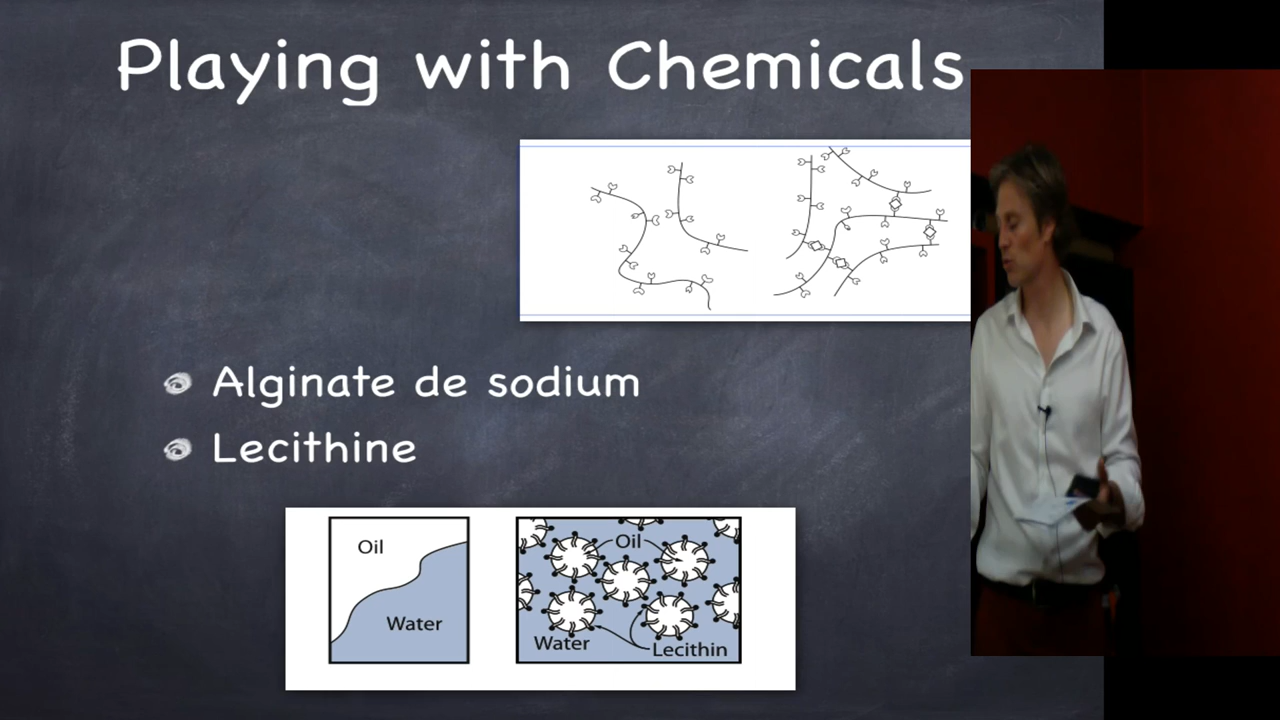 Playing with Chemicals
Alginate de sodium
Lecithine
Oil
Water
Oil
Water
Lecithin